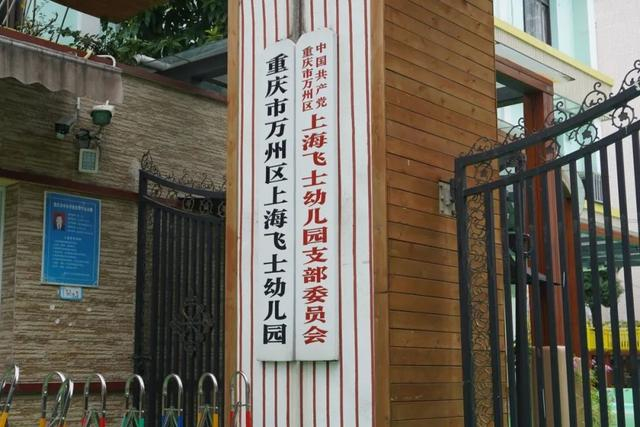 中国共产党
重庆市万州区
上海飞士幼儿园支部委员会
重庆市万州区上海飞士幼儿园